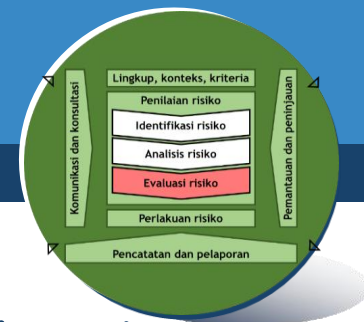 Lingkup, konteks, kriteria
Penilaian risiko
Identifikasi risiko
Analisis risiko
Evaluasi risiko
Perlakuan risiko
Komunikasi dan konsultasi
Pemantauan dan peninjauan
Pencatatan dan pelaporan